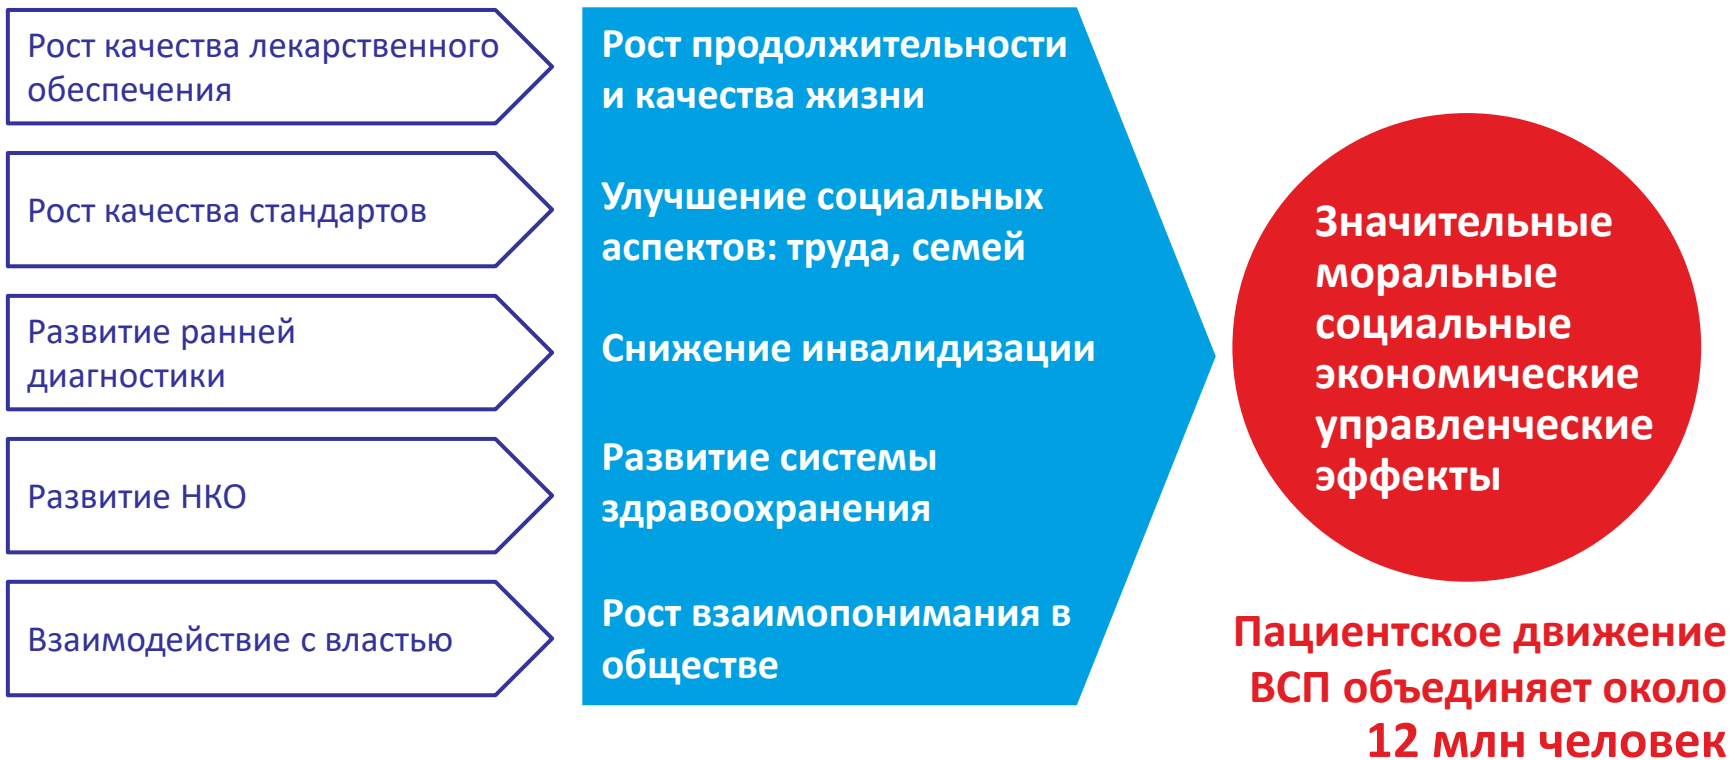 Рост качества лекарственного
обеспечения
Рост качества стандартов
Развитие ранней
диагностики
Развитие НКО
Взаимодействие с властью
Рост продолжительности
и качества жизни
Улучшение социальных
аспектов: труда, семей
Снижение инвалидизации
Развитие системы
здравоохранения
Рост взаимопонимания в
обществе
Значительные
моральные
социальные
экономические
управленческие
эффекты
Пациентское движение
ВСП объединяет около
12 млн человек